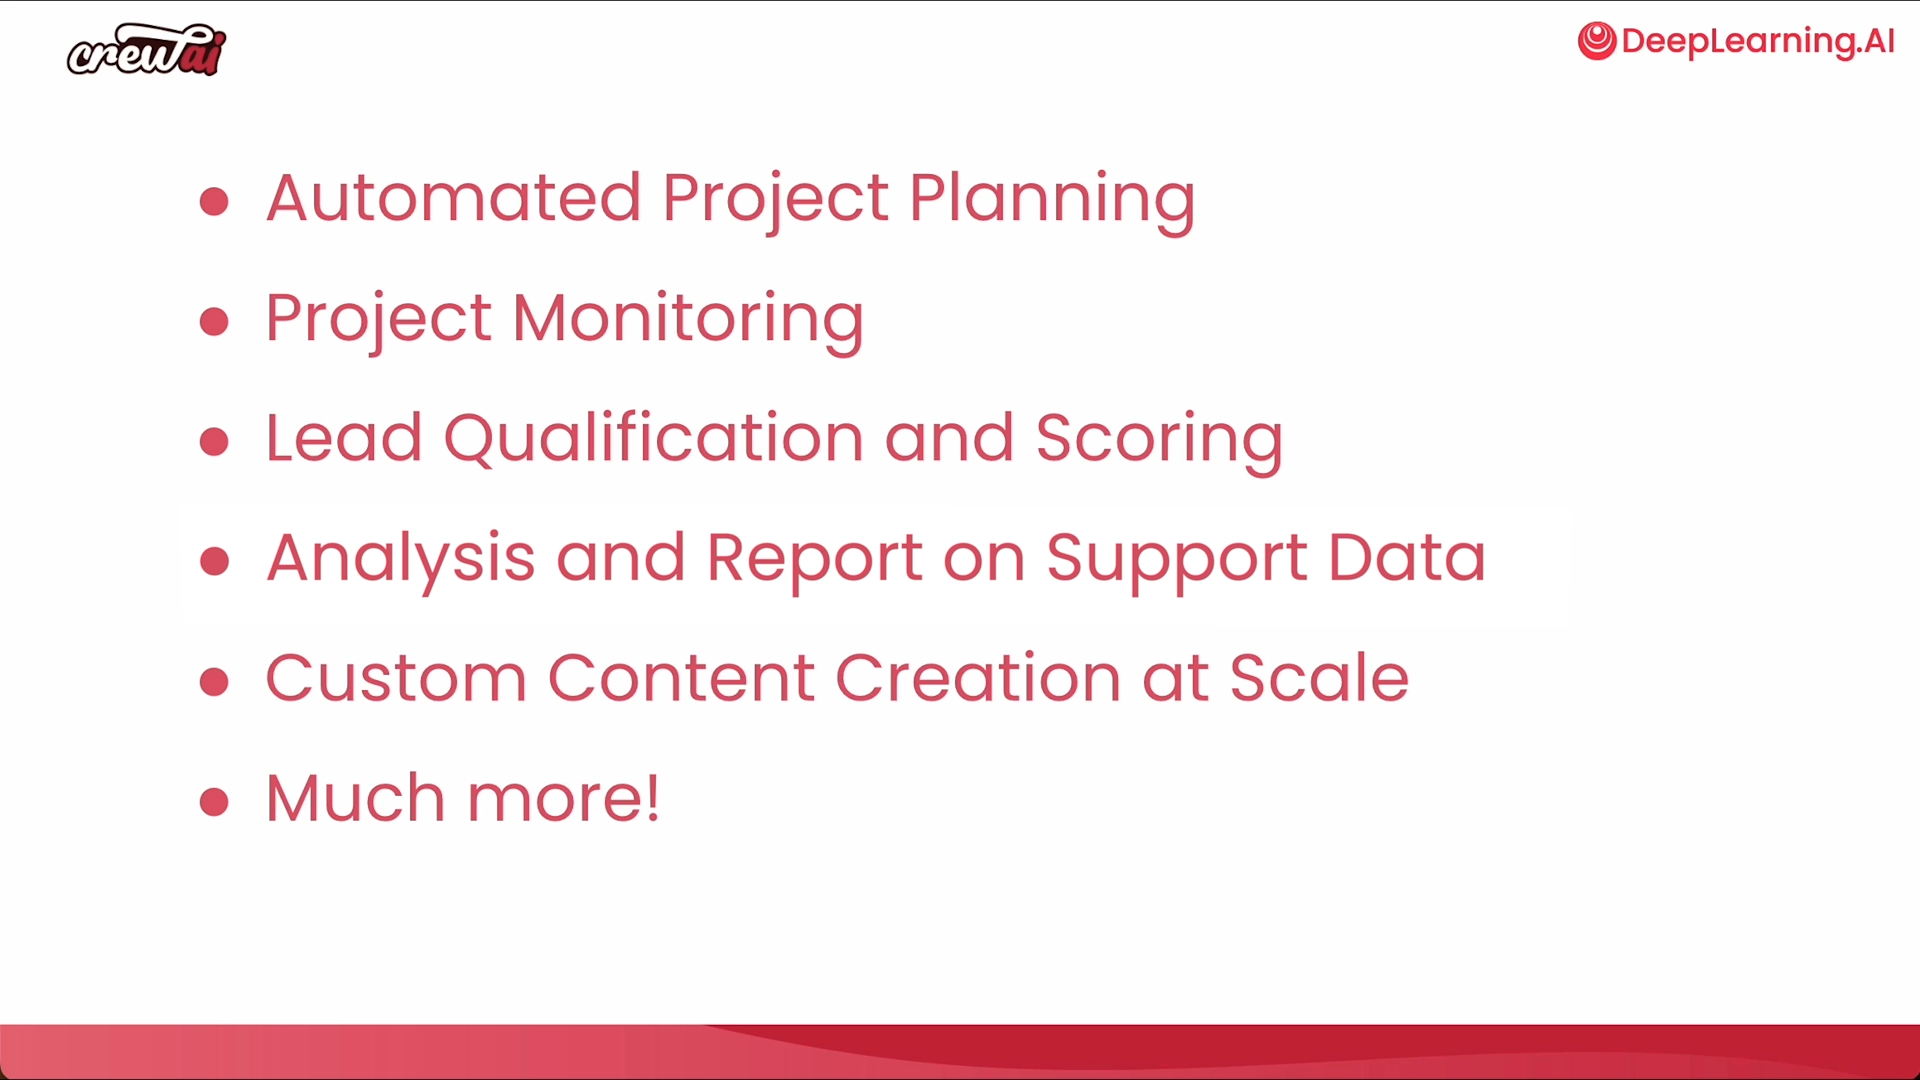 crewai
DeepLearning.AI
● Automated Project Planning
● Project Monitoring
● Lead Qualification and Scoring
● Analysis and Report on Support Data
● Custom Content Creation at Scale
● Much more!